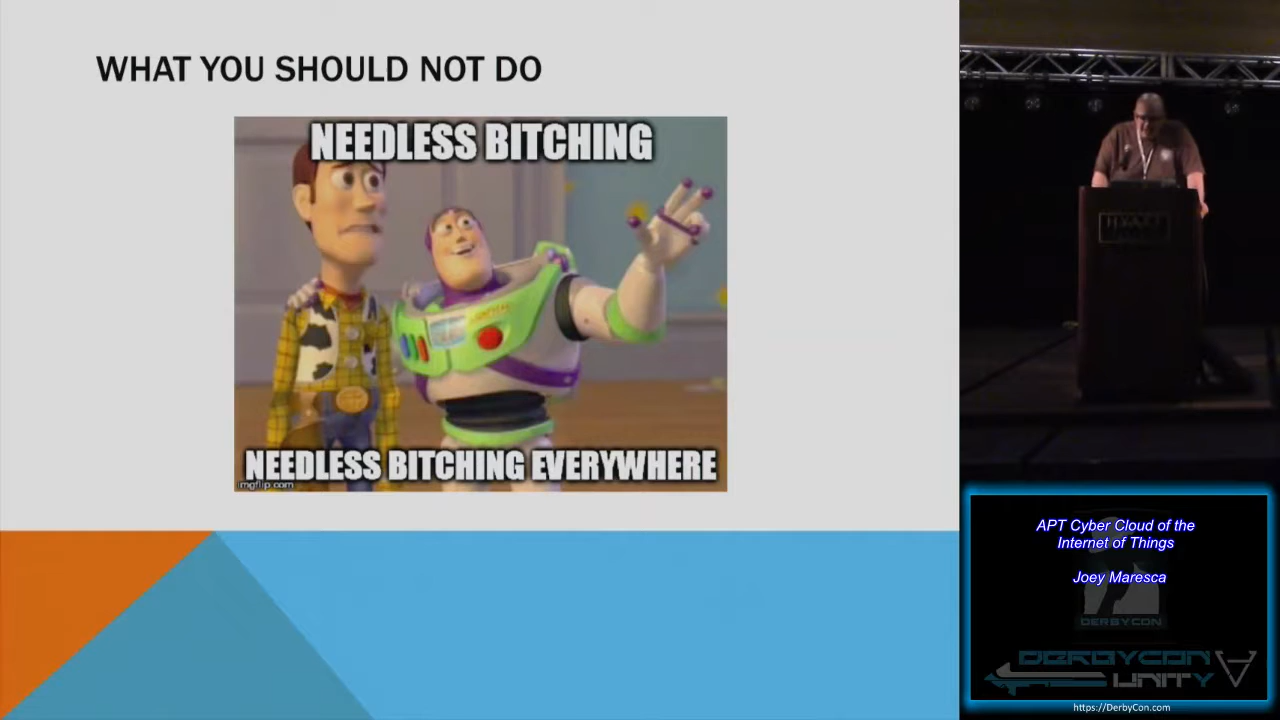 WHAT YOU SHOULD NOT DO
NEEDLESS BITCHING
NEEDLESS BITCHING EVERYWHERE
imgflip.com
HYATT
APT Cyber Cloud of the
Internet of Things
Joey Maresca
DERBYCON
DERBYCON
UNITY
https://DerbyCon.com